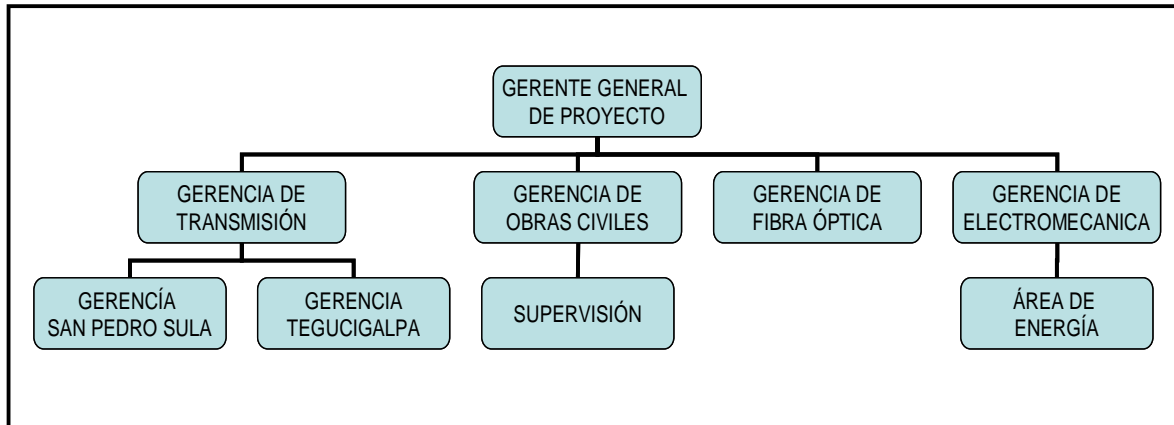 GERENTE GENERAL
DE PROYECTO
GERENCIA DE
TRANSMISIÓN
GERENCIA DE
OBRAS CIVILES
GERENCIA DE
FIBRA ÓPTICA
GERENCIA DE
ELECTROMECANICA
GERENCÍA
SAN PEDRO SULA
GERENCIA
TEGUCIGALPA
SUPERVISIÓN
ÁREA DE
ENERGÍA